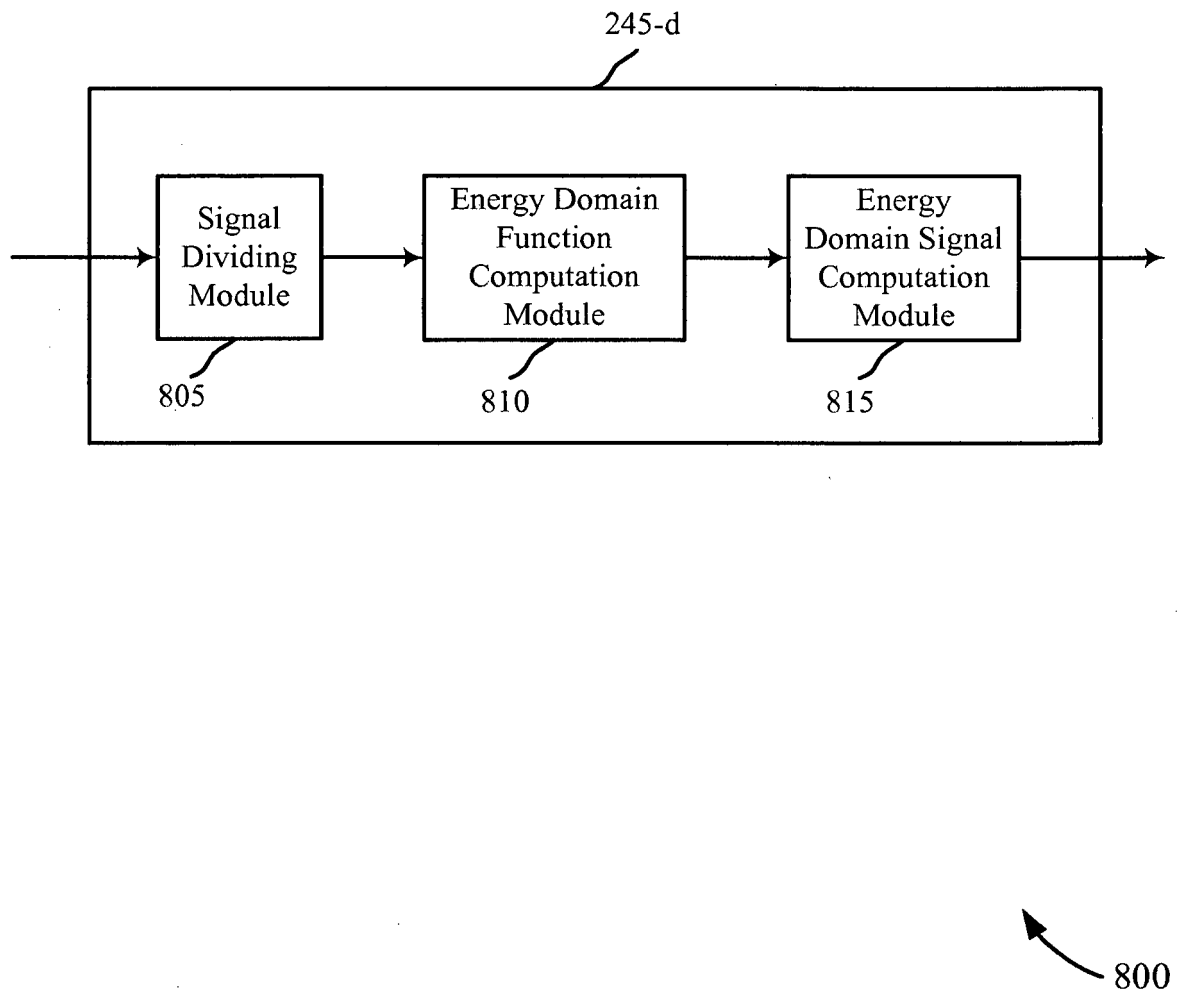 245-d
Signal
Dividing
Module
Energy Domain
Function
Computation
Module
Energy
Domain Signal
Computation
Module
805
810
815
800